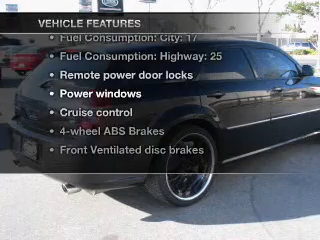 VEHICLE FEATURES
• Fuel Consumption: City: 17
• Fuel Consumption: Highway: 25
• Remote power door locks
• Power windows
• Cruise control
• 4-wheel ABS Brakes
• Front Ventilated disc brakes